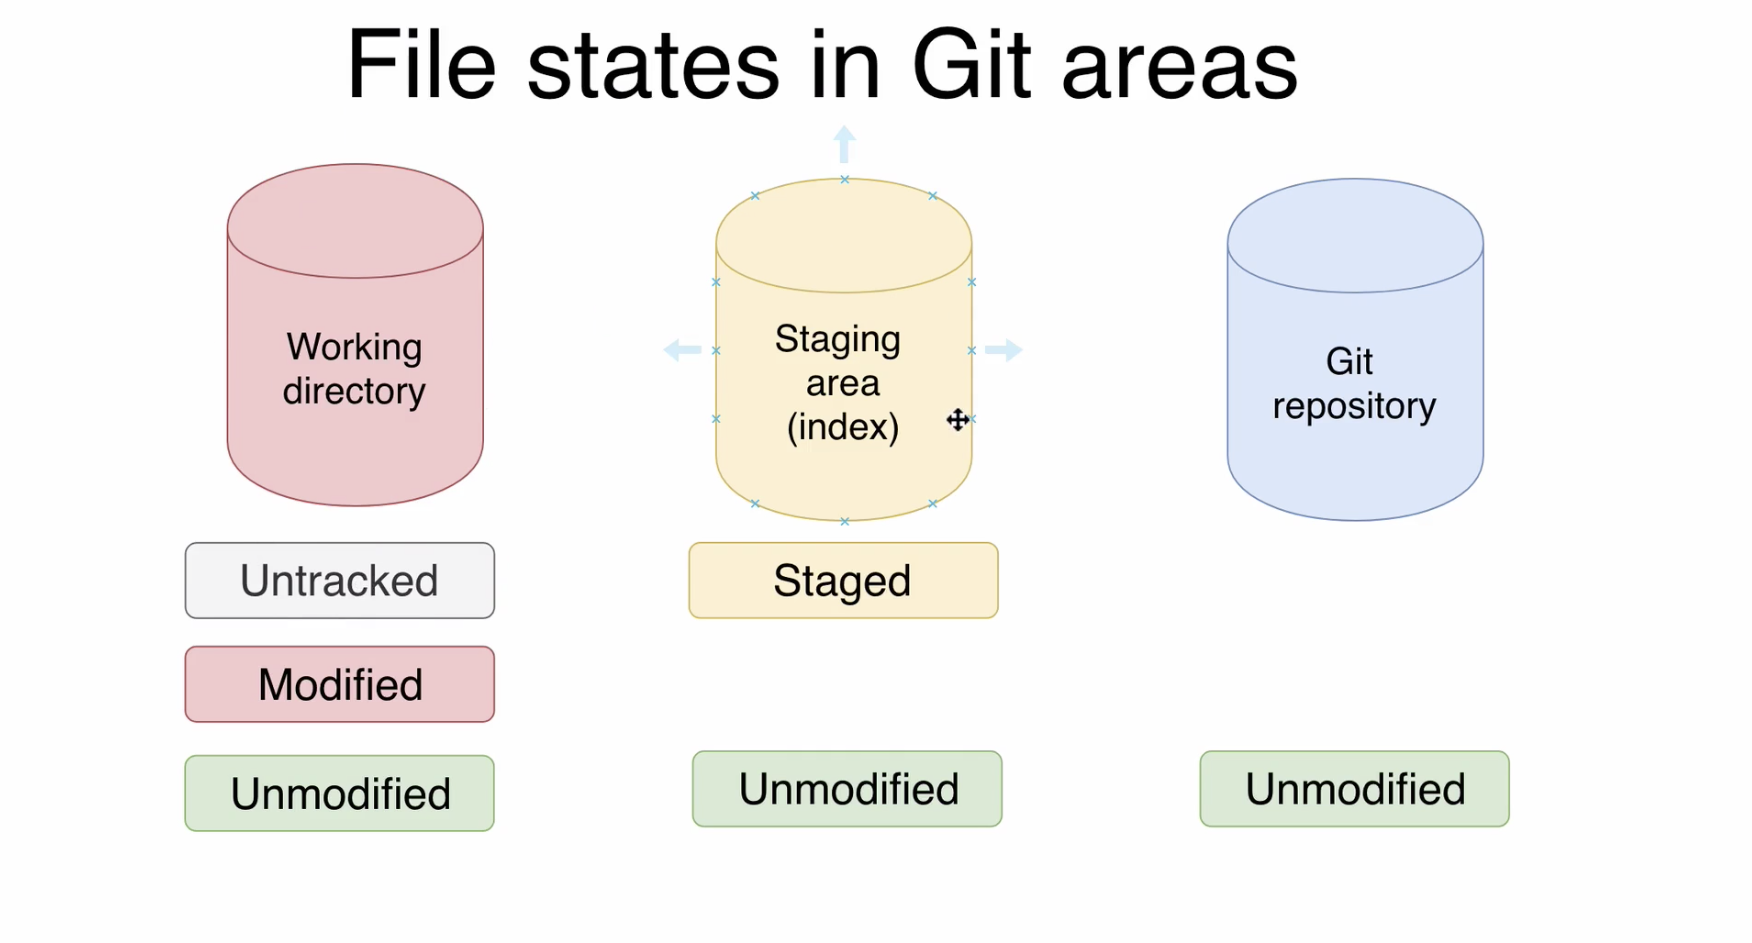 File states in Git areas
Working
directory
Staging
area
(index)
Git
repository
Untracked
Staged
Modified
Unmodified
Unmodified
Unmodified